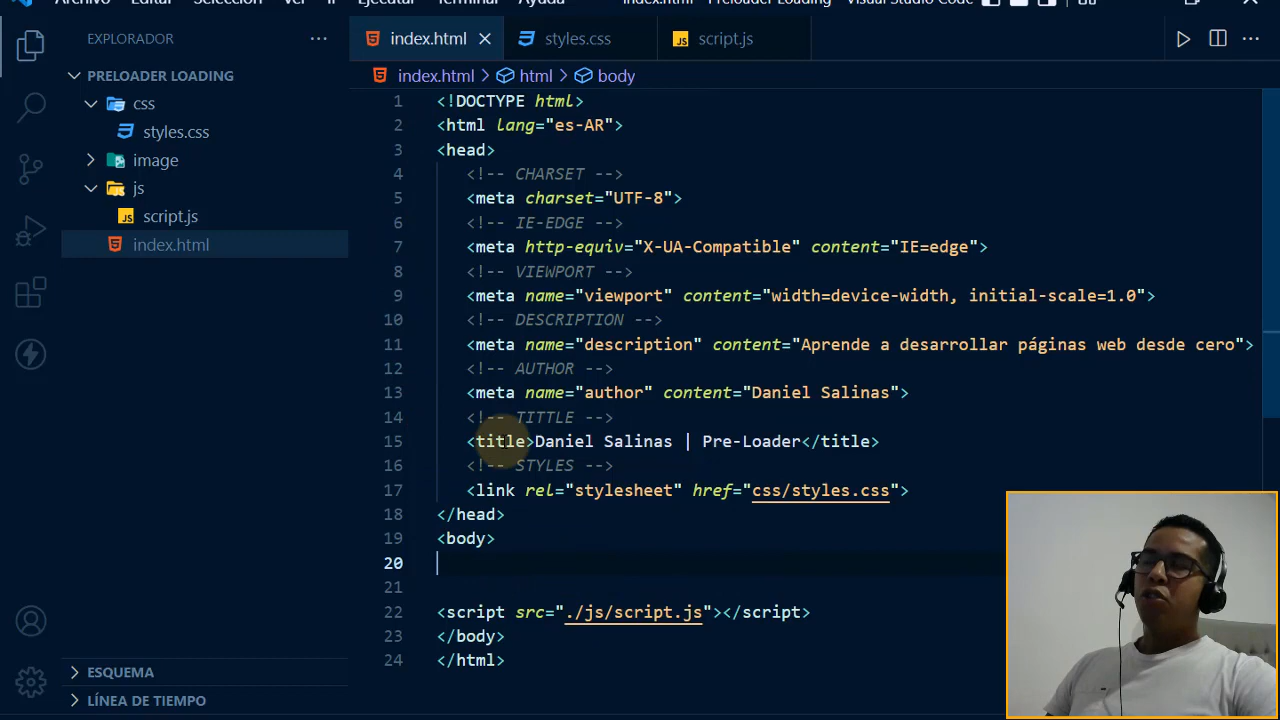 Archivo Editar Selección Ver Ir Ejecutar Terminal Ayuda index.html - Preloader Loading - Visual Studio Code
EXPLORADOR ···
index.html
styles.css
script.js
PRELOADER LOADING
index.html > html > body
css
styles.css
image
js
script.js
index.html
1 <!DOCTYPE html>
2 <html lang="es-AR">
3 <head>
4 <!-- CHARSET -->
5 <meta charset="UTF-8">
6 <!-- IE-EDGE -->
7 <meta http-equiv="X-UA-Compatible" content="IE=edge">
8 <!-- VIEWPORT -->
9 <meta name="viewport" content="width=device-width, initial-scale=1.0">
10 <!-- DESCRIPTION -->
11 <meta name="description" content="Aprende a desarrollar páginas web desde cero">
12 <!-- AUTHOR -->
13 <meta name="author" content="Daniel Salinas">
14 <!-- TITTLE -->
15 <title>Daniel Salinas | Pre-Loader</title>
16 <!-- STYLES -->
17 <link rel="stylesheet" href="css/styles.css">
18 </head>
19 <body>
20
21
22 <script src="./js/script.js"></script>
23 </body>
24 </html>
ESQUEMA
LÍNEA DE TIEMPO